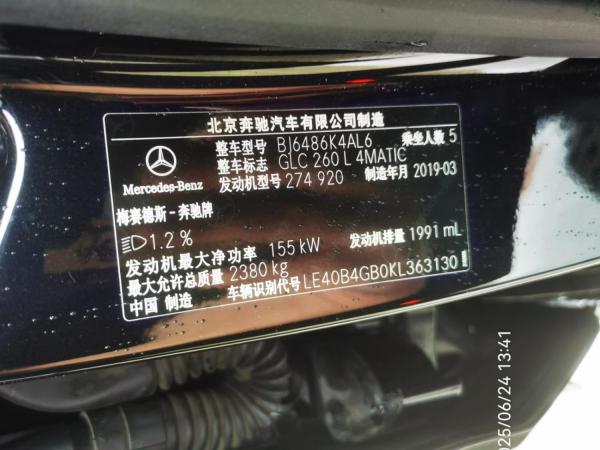 北京奔驰汽车有限公司制造
整车型号 BJ6486K4AL6 乘坐人数 5
整车标志 GLC 260 L 4MATIC
发动机型号 274 920 制造年月 2019-03
Mercedes-Benz
梅赛德斯-奔驰牌
1.2%
发动机最大净功率 155 kW 发动机排量 1991 mL
最大允许总质量 2380 kg
中国 制造 车辆识别代号 LE40B4GB0KL363130
025/06/24 13:41